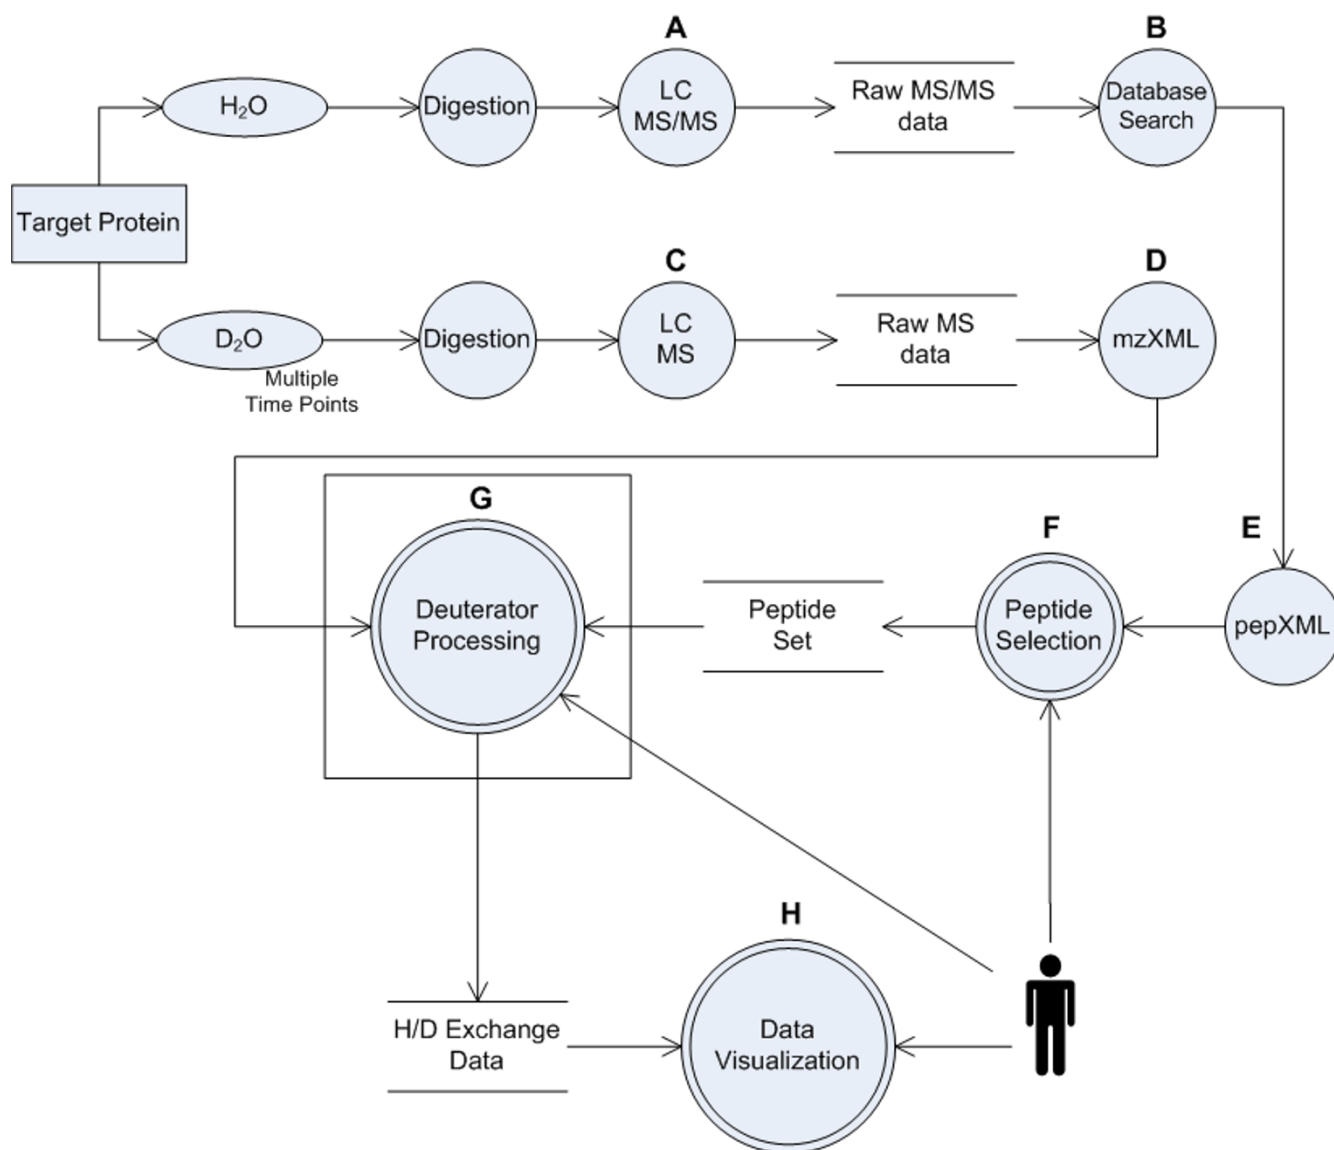 A
B
H₂O
Digestion
LC
MS/MS
Raw MS/MS
data
Database
Search
Target Protein
C
D
D₂O
Multiple
Time Points
Digestion
LC
MS
Raw MS
data
mzXML
G
Deuterator
Processing
Peptide
Set
F
Peptide
Selection
E
pepXML
H
H/D Exchange
Data
Data
Visualization